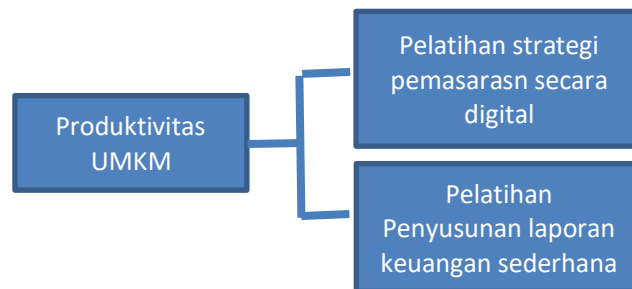 Pelatihan strategi
pemasarasn secara
digital
Produktivitas
UMKM
Pelatihan
Penyusunan laporan
keuangan sederhana